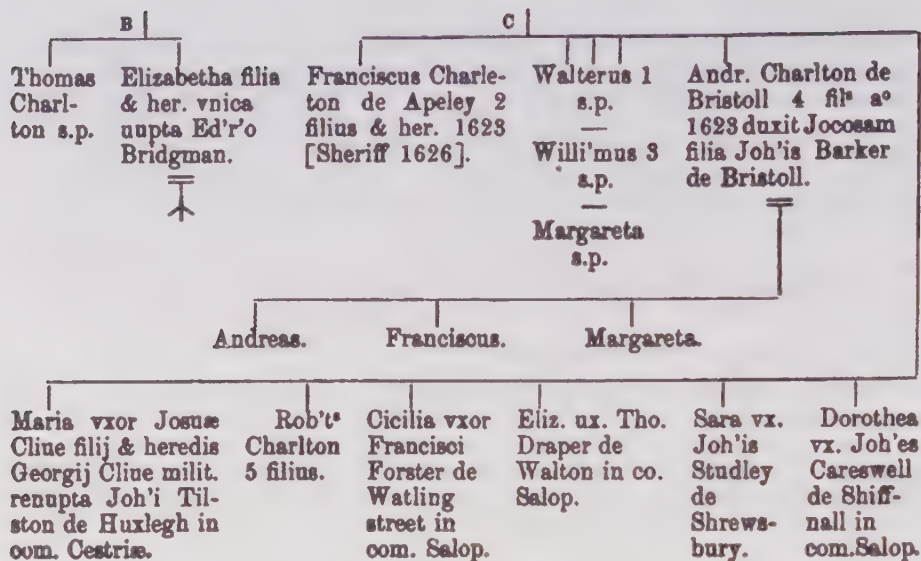 B
C
Thomas
Charl-
ton s.p.
Elizabetha filia
& her. vnica
nupta Ed'r'o
Bridgman.
Franciscus Charle-
ton de Apeley 2
filius & her. 1623
[Sheriff 1626].
Walterus 1
s.p.
—
Willi'mus 3
s.p.
—
Margareta
s.p.
Andr. Charlton de
Bristoll 4 filˢ aᵒ
1623 duxit Jocosam
filia Joh'is Barker
de Bristoll.
Andreas.
Franciscus.
Margareta.
Maria vxor Josuæ
Cliue filij & heredis
Georgij Cliue milit.
renupta Joh'i Til-
ston de Huxlegh in
com. Cestriæ.
Rob'tˢ
Charlton
5 filius.
Cicilia vxor
Francisci
Forster de
Watling
street in
com. Salop.
Eliz. ux. Tho.
Draper de
Walton in co.
Salop.
Sara vx.
Joh'is
Studley
de
Shrews-
bury.
Dorothea
vx. Joh'es
Careswell
de Shiff-
nall in
com. Salop.